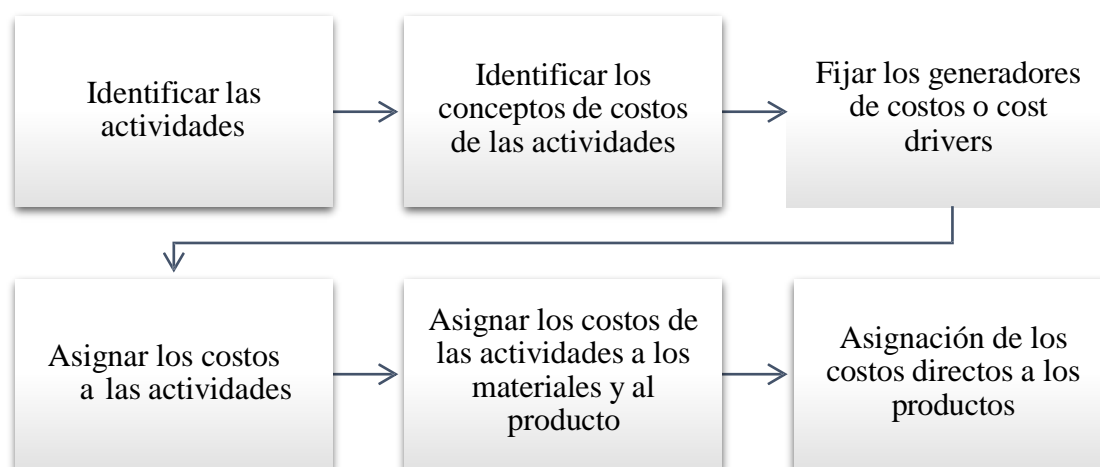 Identificar las
actividades
Identificar los
conceptos de costos
de las actividades
Fijar los generadores
de costos o cost
drivers
Asignar los costos
a las actividades
Asignar los costos de
las actividades a los
materiales y al
producto
Asignación de los
costos directos a los
productos